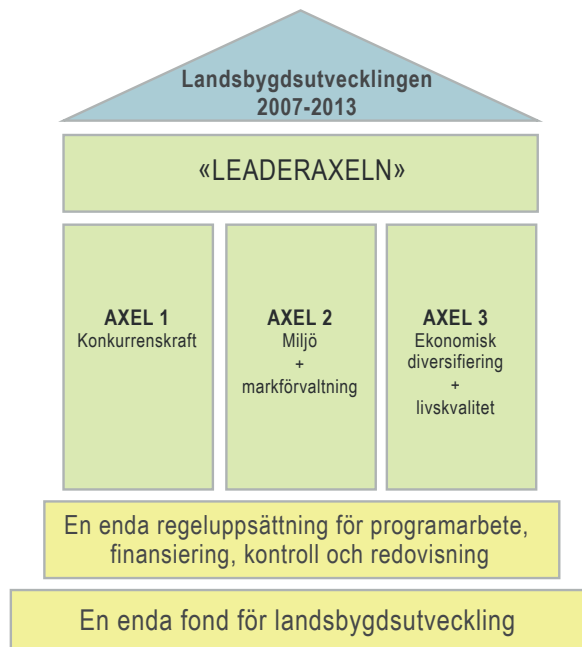 Landsbygdsutvecklingen
2007-2013
«LEADERAXELN»
AXEL 1
Konkurrenskraft
AXEL 2
Miljö
+
markförvaltning
AXEL 3
Ekonomisk
diversifiering
+
livskvalitet
En enda regeluppsättning för programarbete,
finansiering, kontroll och redovisning
En enda fond för landsbygdsutveckling